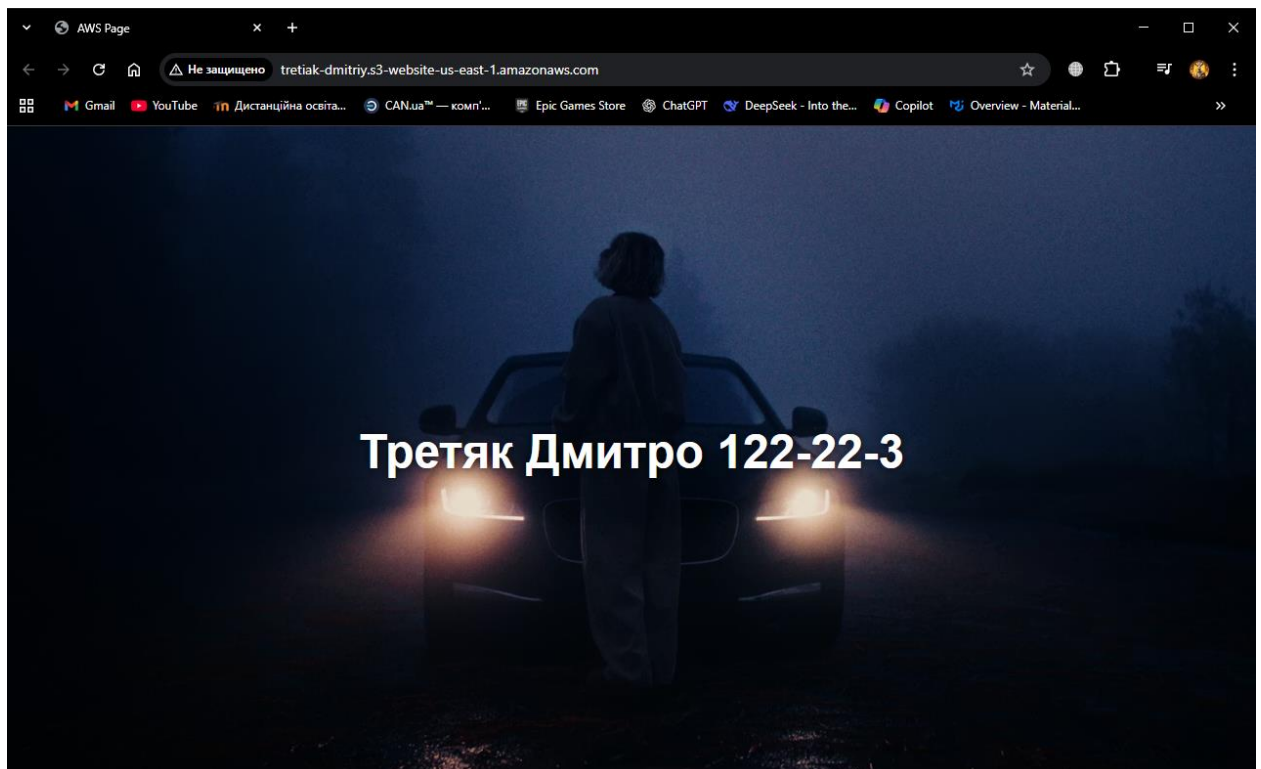 AWS Page
Не защищено tretiak-dmitriy.s3-website-us-east-1.amazonaws.com
Gmail YouTube Дистанційна освіта... CAN.ua™ — комп'... Epic Games Store ChatGPT DeepSeek - Into the... Copilot Overview - Material...
Третяк Дмитро 122-22-3